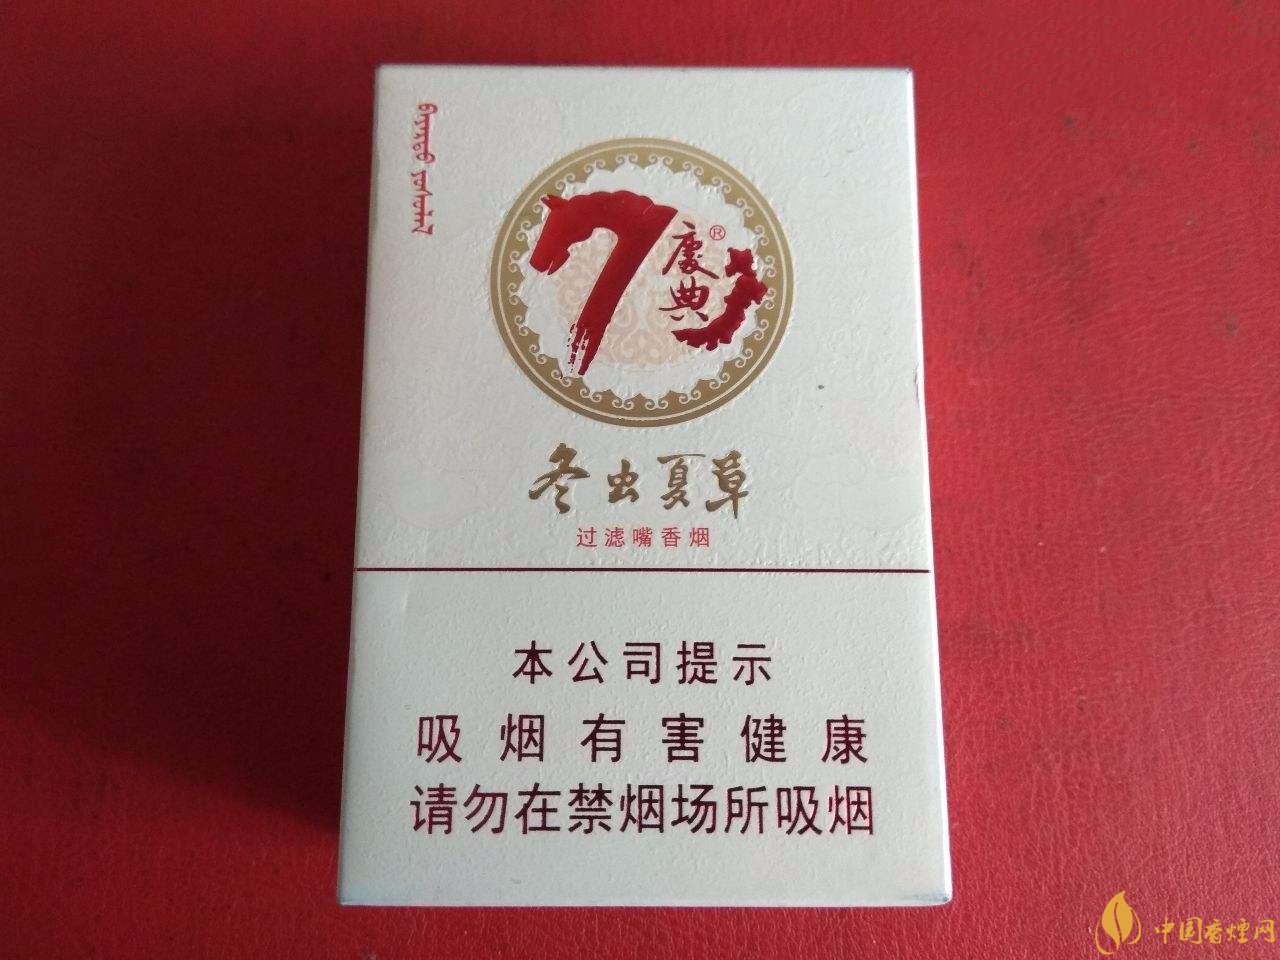 7
慶典®
冬虫夏草
过滤嘴香烟
本公司提示
吸烟有害健康
请勿在禁烟场所吸烟
中国香烟网